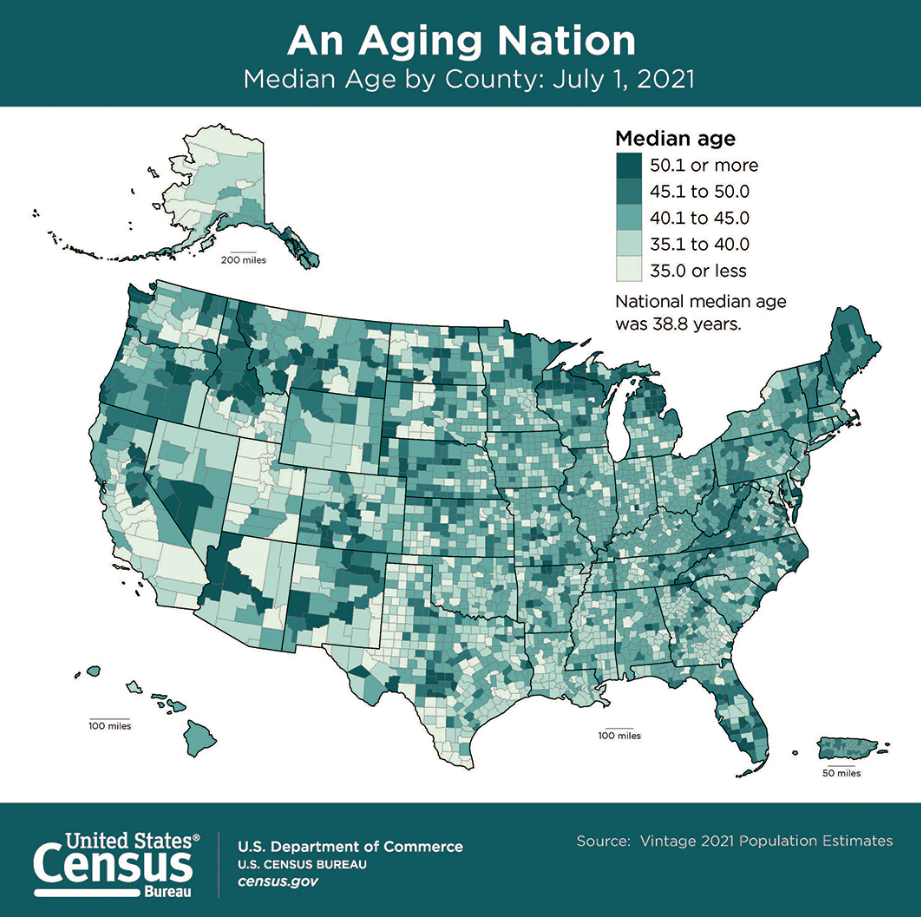 An Aging Nation
Median Age by County: July 1, 2021
Median age
50.1 or more
45.1 to 50.0
40.1 to 45.0
35.1 to 40.0
35.0 or less
National median age
was 38.8 years.
200 miles
100 miles
100 miles
50 miles
United States®
Census
Bureau
U.S. Department of Commerce
U.S. CENSUS BUREAU
census.gov
Source: Vintage 2021 Population Estimates